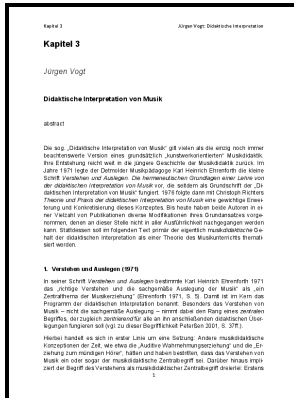 Kapitel 3 Jürgen Vogt: Didaktische Interpretation
Kapitel 3
Jürgen Vogt
Didaktische Interpretation von Musik
abstract
Die sog. „Didaktische Interpretation von Musik“ gilt vielen als die einzig noch immer
beachtenswerte Version eines grundsätzlich „kunstwerkorientierten“ Musikdidaktik.
Ihre Entstehung reicht weit in die jüngere Geschichte der Musikdidaktik zurück. Im
Jahre 1971 legte der Detmolder Musikpädagoge Karl Heinrich Ehrenforth die kleine
Schrift Verstehen und Auslegen. Die hermeneutischen Grundlagen einer Lehre von
der didaktischen Interpretation von Musik vor, die seitdem als Grundschrift der „Di-
daktischen Interpretation von Musik“ fungiert. 1976 folgte dann mit Christoph Richters
Theorie und Praxis der didaktischen Interpretation von Musik eine gewichtige Erwei-
terung und Konkretisierung dieses Konzeptes. Bis heute haben beide Autoren in ei-
ner Vielzahl von Publikationen diverse Modifikationen ihres Grundansatzes vorge-
nommen, denen an dieser Stelle nicht in aller Ausführlichkeit nachgegangen werden
kann. Stattdessen soll im folgenden Text primär der eigentlich musikdidaktische Ge-
halt der didaktischen Interpretation als einer Theorie des Musikunterrichts themati-
siert werden.
1. Verstehen und Auslegen (1971)
In seiner Schrift Verstehen und Auslegen bestimmte Karl Heinrich Ehrenforth 1971
das „richtige Verstehen und die sachgemäße Auslegung der Musik“ als „ein
Zentralthema der Musikerziehung“ (Ehrenforth 1971, S. 5). Damit ist im Kern das
Programm der didaktischen Interpretation benannt. Besonders das Verstehen von
Musik – nicht die sachgemäße Auslegung – nimmt dabei den Rang eines zentralen
Begriffes, der zugleich zentrierend für alle an ihn anschließenden didaktischen Über-
legungen fungieren soll (vgl. zu dieser Begrifflichkeit Peterßen 2001, S. 37ff.).
Hierbei handelt es sich in erster Linie um eine Setzung. Andere musikdidaktische
Konzeptionen der Zeit, wie etwa die „Auditive Wahrnehmungserziehung“ und die „Er-
ziehung zum mündigen Hörer“, hätten und haben bestritten, dass das Verstehen von
Musik ein oder sogar der musikdidaktische Zentralbegriff sei. Darüber hinaus impli-
ziert der Begriff des Verstehens als musikdidaktischer Zentralbegriff dreierlei: Erstens
1